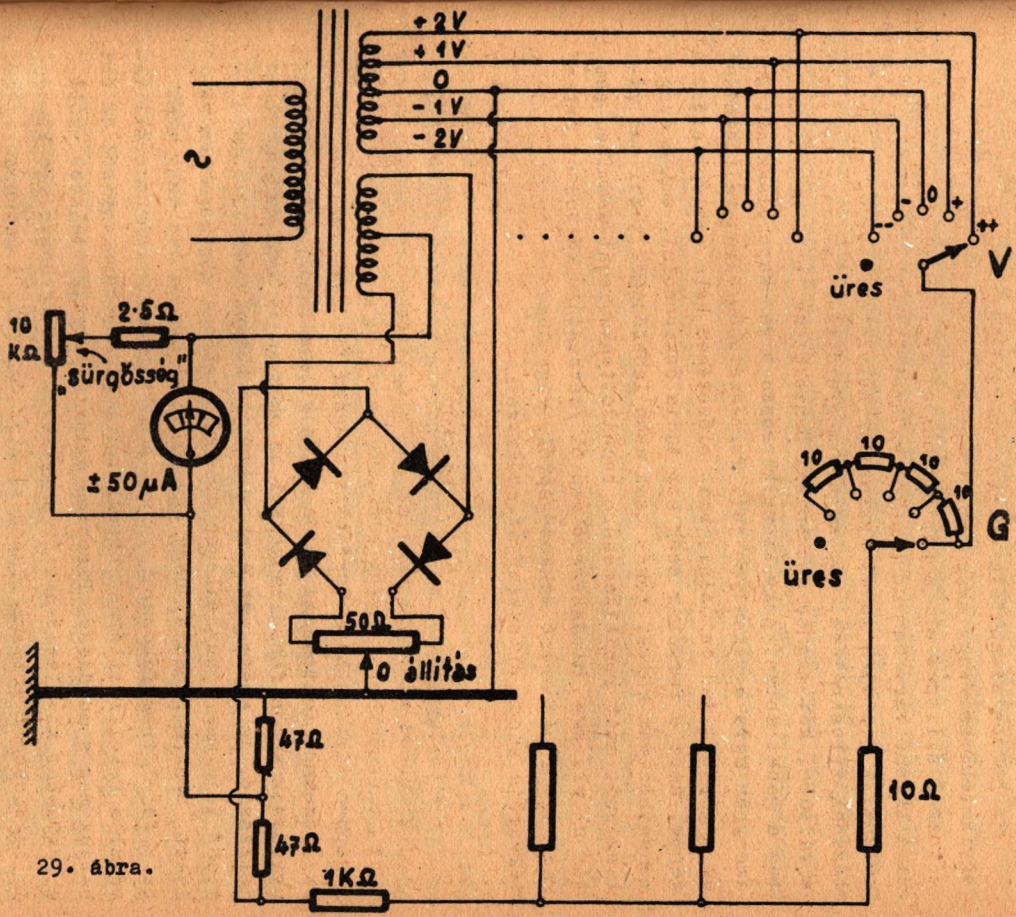 + 2V
+ 1V
0
- 1V
- 2V
~
-- - 0 + ++
V
üres
10 KΩ
2·5Ω
„sürgősség"
±50µA
10 10 10 10
G
üres
50Ω
0 állitás
47Ω
47Ω
10Ω
1KΩ
29. ábra.